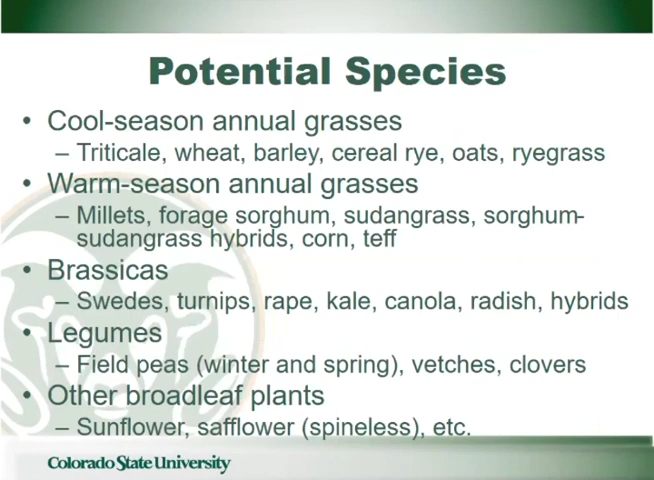 Potential Species
• Cool-season annual grasses
– Triticale, wheat, barley, cereal rye, oats, ryegrass
• Warm-season annual grasses
– Millets, forage sorghum, sudangrass, sorghum-
sudangrass hybrids, corn, teff
• Brassicas
– Swedes, turnips, rape, kale, canola, radish, hybrids
• Legumes
– Field peas (winter and spring), vetches, clovers
• Other broadleaf plants
– Sunflower, safflower (spineless), etc.
Colorado State University